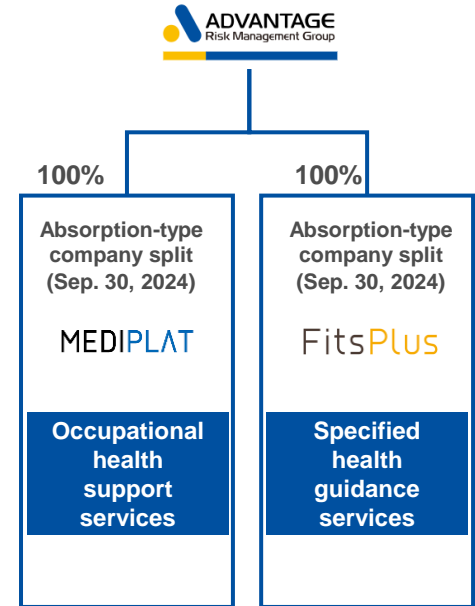 ADVANTAGE
Risk Management Group
100%
100%
Absorption-type
company split
(Sep. 30, 2024)
Absorption-type
company split
(Sep. 30, 2024)
MEDIPLAT
FitsPlus
Occupational
health
support
services
Specified
health
guidance
services